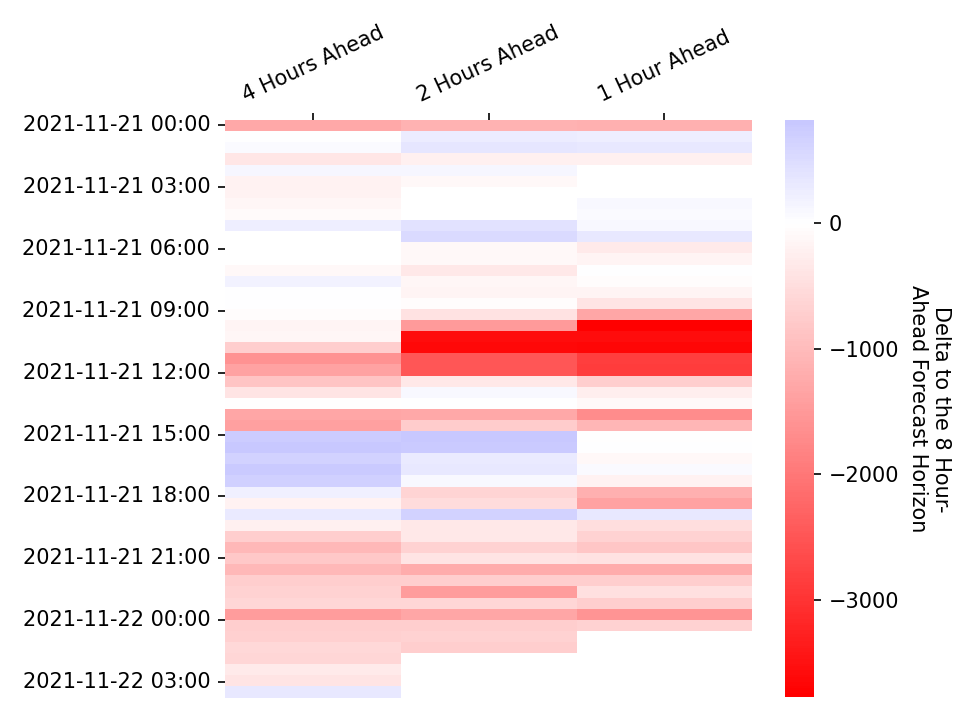 4 Hours Ahead
2 Hours Ahead
1 Hour Ahead
2021-11-21 00:00
2021-11-21 03:00
2021-11-21 06:00
2021-11-21 09:00
2021-11-21 12:00
2021-11-21 15:00
2021-11-21 18:00
2021-11-21 21:00
2021-11-22 00:00
2021-11-22 03:00
0
−1000
−2000
−3000
Delta to the 8 Hour-
Ahead Forecast Horizon